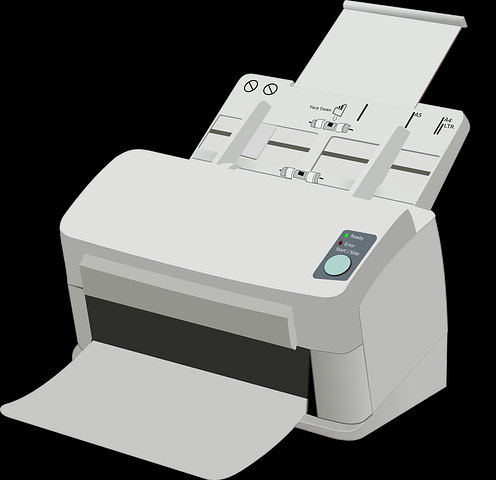 Face Down
A5
A4
LTR
Ready
Error
Start / Stop